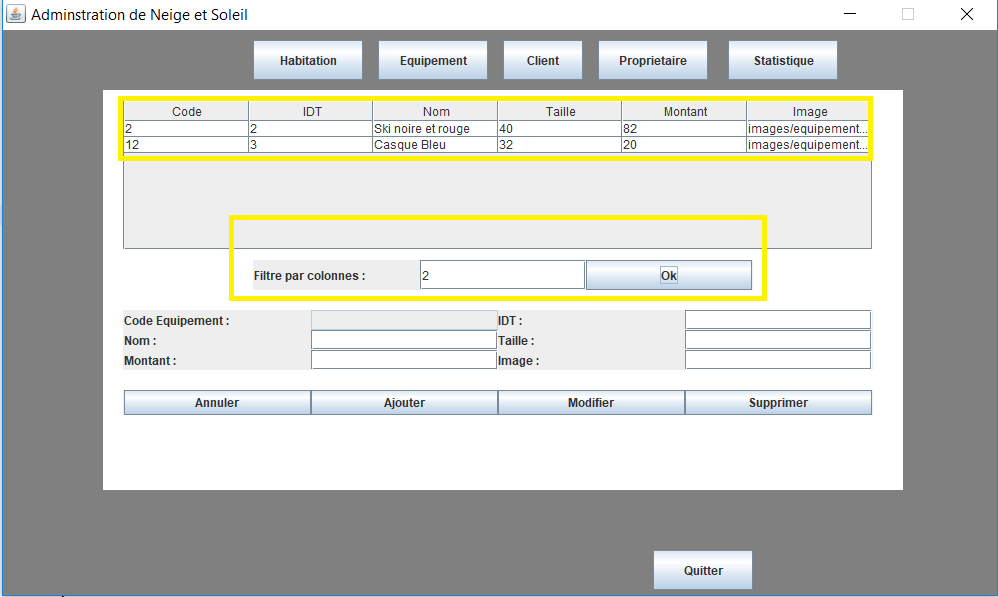 Adminstration de Neige et Soleil
Habitation Equipement Client Proprietaire Statistique
Code IDT Nom Taille Montant Image
2 2 Ski noire et rouge 40 82 images/equipement...
12 3 Casque Bleu 32 20 images/equipement...
Filtre par colonnes : 2 Ok
Code Equipement : IDT :
Nom : Taille :
Montant : Image :
Annuler Ajouter Modifier Supprimer
Quitter